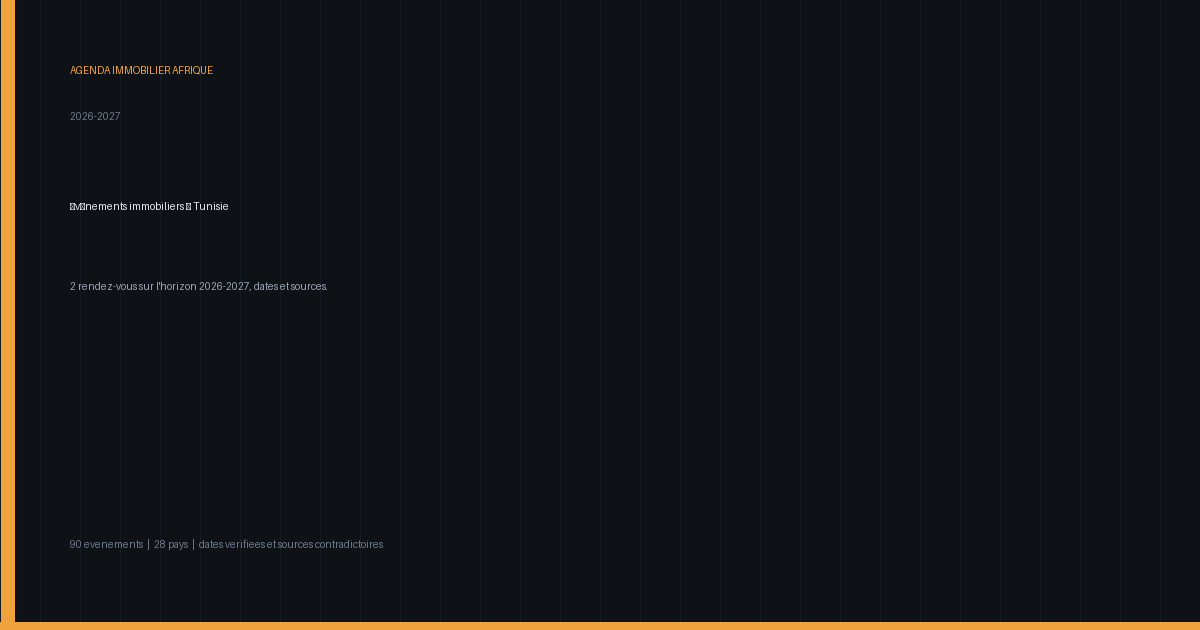 AGENDA IMMOBILIER AFRIQUE
2026-2027
▯v▯nements immobiliers ▯ Tunisie
2 rendez-vous sur l'horizon 2026-2027, dates et sources.
90 evenements | 28 pays | dates verifiees et sources contradictoires